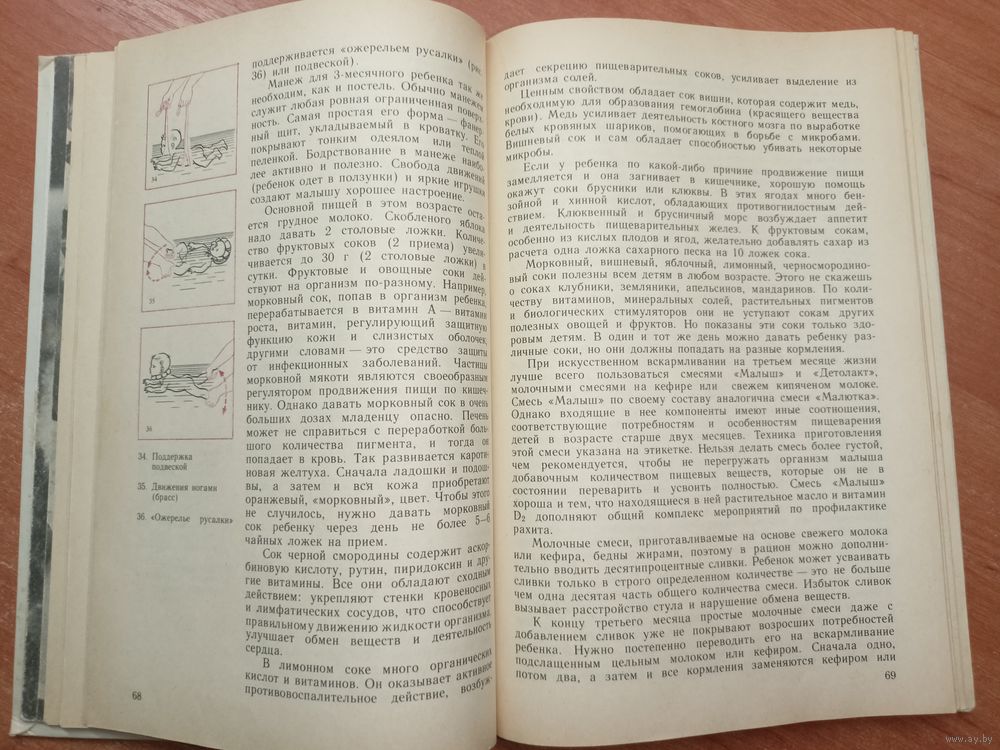 поддерживается «ожерельем русалки» (рис.
36) или подвеской).
Манеж для 3-месячного ребенка так же
необходим, как и постель. Обычно манежем
служит любая ровная ограниченная поверх-
ность. Самая простая его форма — фанер-
ный щит, укладываемый в кроватку. Его
покрывают тонким одеялом или теплой
пеленкой. Бодрствование в манеже наибо-
лее активно и полезно. Свобода движений
(ребенок одет в ползунки) и яркие игрушки
создают малышу хорошее настроение.
Основной пищей в этом возрасте оста-
ется грудное молоко. Скобленого яблока
надо давать 2 столовые ложки. Количе-
ство фруктовых соков (2 приема) увели-
чивается до 30 г (2 столовые ложки) в
сутки. Фруктовые и овощные соки дей-
ствуют на организм по-разному. Например,
морковный сок, попав в организм ребенка,
перерабатывается в витамин А — витамин
роста, витамин, регулирующий защитную
функцию кожи и слизистых оболочек,
другими словами — это средство защиты
от инфекционных заболеваний. Частицы
морковной мякоти являются своеобразным
регулятором продвижения пищи по кишеч-
нику. Однако давать морковный сок в очень
больших дозах младенцу опасно. Печень
может не справиться с переработкой боль-
шого количества пигмента, и тогда он
попадает в кровь. Так развивается кароти-
новая желтуха. Сначала ладошки и подош-
вы, а затем и вся кожа приобретают
оранжевый, «морковный», цвет. Чтобы этого
не случилось, нужно давать морковный
сок ребенку через день не более 5—6
чайных ложек на прием.
Сок черной смородины содержит аскор-
биновую кислоту, рутин, пиридоксин и дру-
гие витамины. Все они обладают сходным
действием: укрепляют стенки кровеносных
и лимфатических сосудов, что способствует
правильному движению жидкости организма,
улучшает обмен веществ и деятельность
сердца.
В лимонном соке много органических
кислот и витаминов. Он оказывает активное
противовоспалительное действие, возбуж-
34
35
36
34. Поддержка
подвеской
35. Движения ногами
(брасс)
36. «Ожерелье русалки»
68
дает секрецию пищеварительных соков, усиливает выделение из
организма солей.
Ценным свойством обладает сок вишни, которая содержит медь,
необходимую для образования гемоглобина (красящего вещества
крови). Медь усиливает деятельность костного мозга по выработке
белых кровяных шариков, помогающих в борьбе с микробами.
Вишневый сок и сам обладает способностью убивать некоторые
микробы.
Если у ребенка по какой-либо причине продвижение пищи
замедляется и она загнивает в кишечнике, хорошую помощь
окажут соки брусники или клюквы. В этих ягодах много бен-
зойной и хинной кислот, обладающих противогнилостным дей-
ствием. Клюквенный и брусничный морс возбуждает аппетит
и деятельность пищеварительных желез. К фруктовым сокам,
особенно из кислых плодов и ягод, желательно добавлять сахар из
расчета одна ложка сахарного песка на 10 ложек сока.
Морковный, вишневый, яблочный, лимонный, черносмородино-
вый соки полезны всем детям в любом возрасте. Этого не скажешь
о соках клубники, земляники, апельсинов, мандаринов. По коли-
честву витаминов, минеральных солей, растительных пигментов
и биологических стимуляторов они не уступают сокам других
полезных овощей и фруктов. Но показаны эти соки только здо-
ровым детям. В один и тот же день можно давать ребенку раз-
личные соки, но они должны попадать на разные кормления.
При искусственном вскармливании на третьем месяце жизни
лучше всего пользоваться смесями «Малыш» и «Детолакт»,
молочными смесями на кефире или свежем кипяченом молоке.
Смесь «Малыш» по своему составу аналогична смеси «Малютка».
Однако входящие в нее компоненты имеют иные соотношения,
соответствующие потребностям и особенностям пищеварения
детей в возрасте старше двух месяцев. Техника приготовления
этой смеси указана на этикетке. Нельзя делать смесь более густой,
чем рекомендуется, чтобы не перегружать организм малыша
добавочным количеством пищевых веществ, которые он не в
состоянии переварить и усвоить полностью. Смесь «Малыш»
хороша и тем, что находящиеся в ней растительное масло и витамин
D₂ дополняют общий комплекс мероприятий по профилактике
рахита.
Молочные смеси, приготавливаемые на основе свежего молока
или кефира, бедны жирами, поэтому в рацион можно дополни-
тельно вводить десятипроцентные сливки. Ребенок может усваивать
сливки только в строго определенном количестве — это не больше
чем одна десятая часть общего количества смеси. Избыток сливок
вызывает расстройство стула и нарушение обмена веществ.
К концу третьего месяца простые молочные смеси даже с
добавлением сливок уже не покрывают возросших потребностей
ребенка. Нужно постепенно переводить его на вскармливание
подслащенным цельным молоком или кефиром. Сначала одно,
потом два, а затем и все кормления заменяются кефиром или
69
www.ay.by